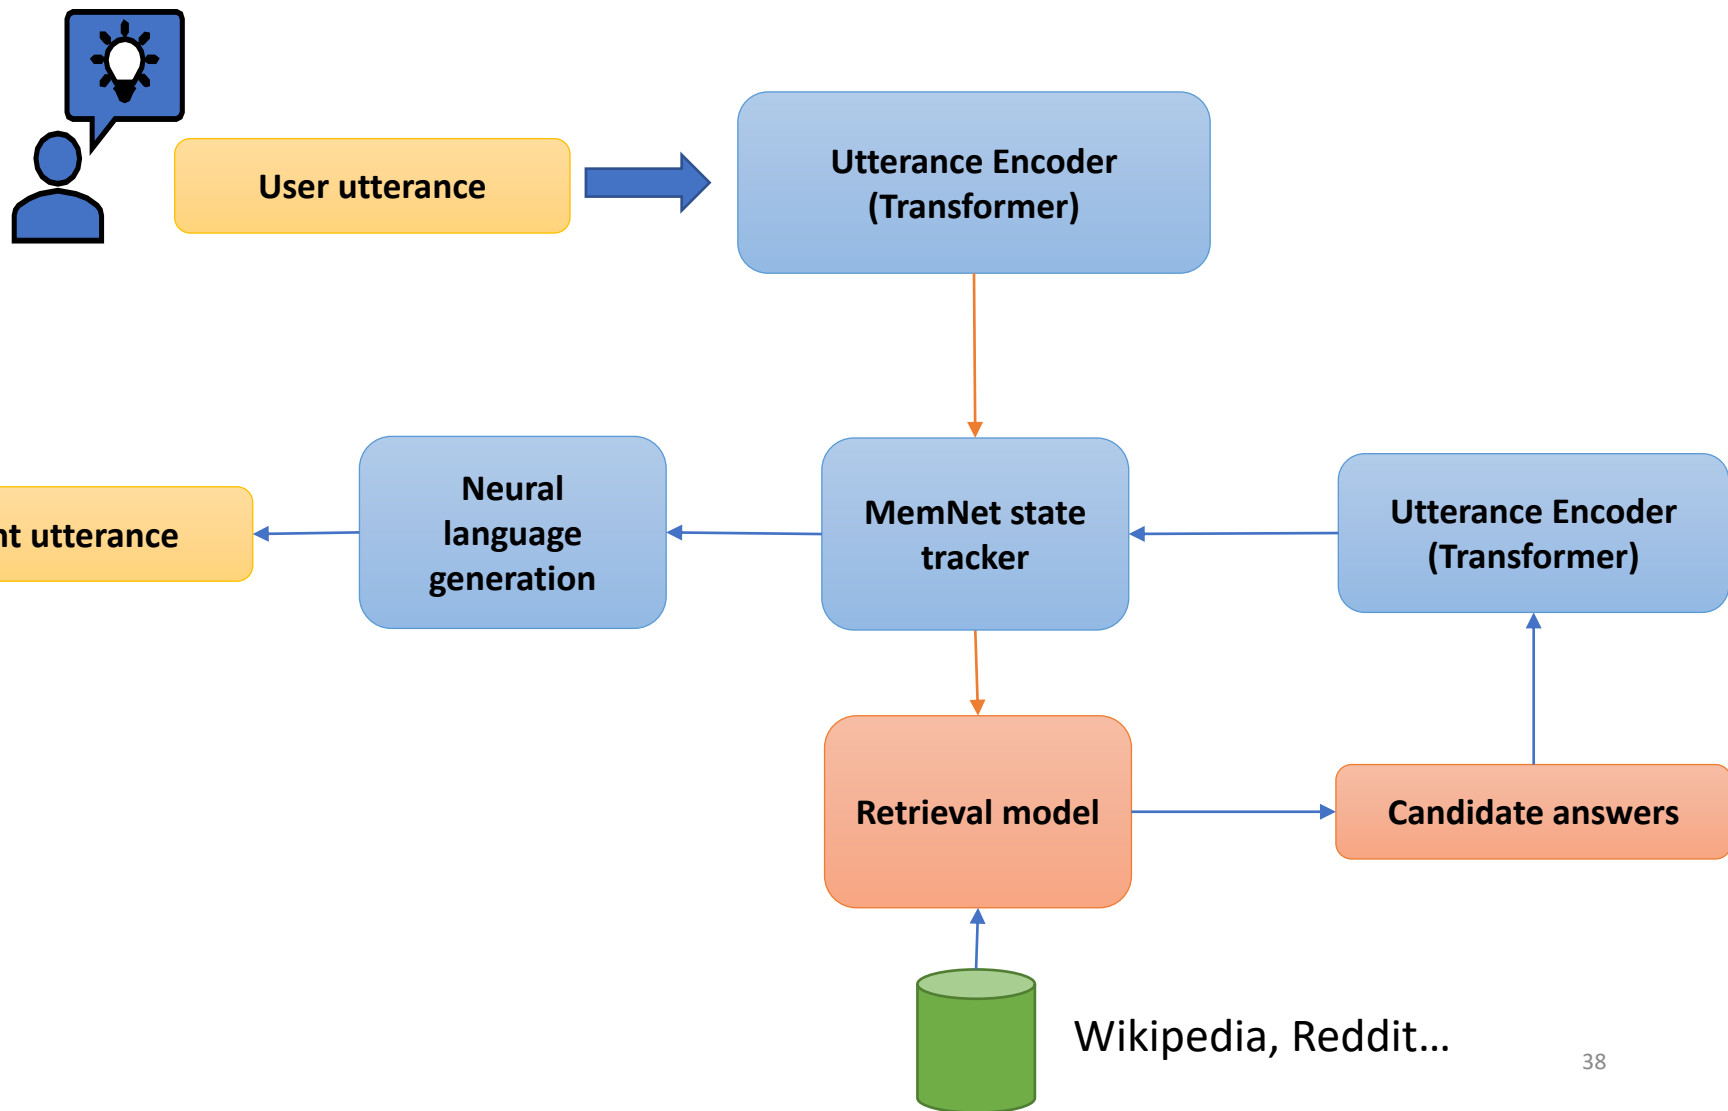 User utterance
Utterance Encoder
(Transformer)
nt utterance
Neural
language
generation
MemNet state
tracker
Utterance Encoder
(Transformer)
Retrieval model
Candidate answers
Wikipedia, Reddit...
38